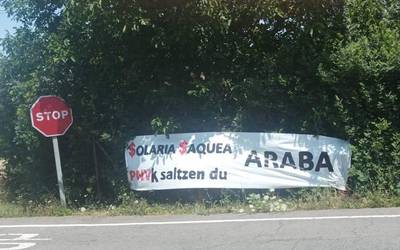 STOP
$OLARIA $AQUEA ARABA
PNVk saltzen du